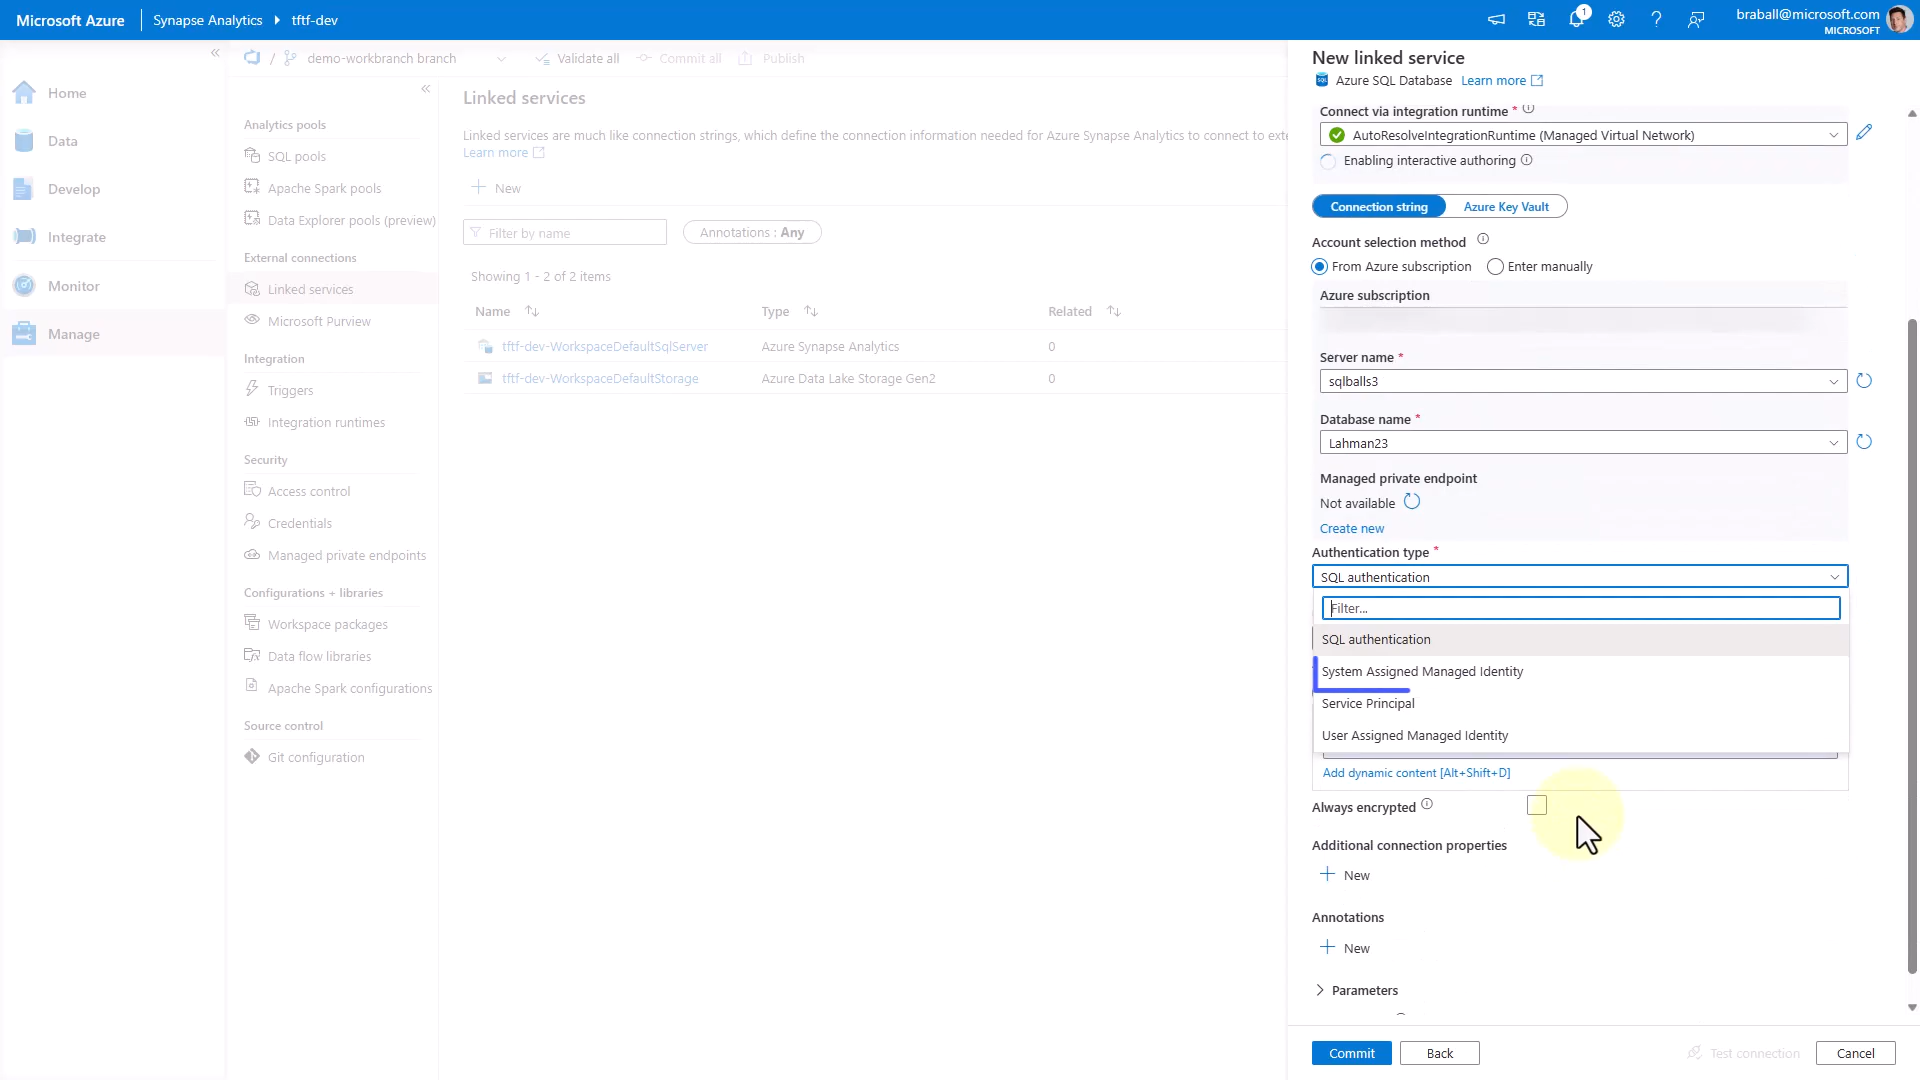 Microsoft Azure
Synapse Analytics
tftf-dev
1
braball@microsoft.com
MICROSOFT
Home
Data
Develop
Integrate
Monitor
Manage
/ demo-workbranch branch
Validate all
Commit all
Publish
Analytics pools
SQL pools
Apache Spark pools
Data Explorer pools (preview)
External connections
Linked services
Microsoft Purview
Integration
Triggers
Integration runtimes
Security
Access control
Credentials
Managed private endpoints
Configurations + libraries
Workspace packages
Data flow libraries
Apache Spark configurations
Source control
Git configuration
Linked services
Linked services are much like connection strings, which define the connection information needed for Azure Synapse Analytics to connect to exte
Learn more
New
Filter by name
Annotations : Any
Showing 1 - 2 of 2 items
Name Type Related
tftf-dev-WorkspaceDefaultSqlServer Azure Synapse Analytics 0
tftf-dev-WorkspaceDefaultStorage Azure Data Lake Storage Gen2 0
New linked service
Azure SQL Database Learn more
Connect via integration runtime *
AutoResolveIntegrationRuntime (Managed Virtual Network)
Enabling interactive authoring
Connection string
Azure Key Vault
Account selection method
From Azure subscription
Enter manually
Azure subscription
Server name *
sqlballs3
Database name *
Lahman23
Managed private endpoint
Not available
Create new
Authentication type *
SQL authentication
Filter...
SQL authentication
System Assigned Managed Identity
Service Principal
User Assigned Managed Identity
Add dynamic content [Alt+Shift+D]
Always encrypted
Additional connection properties
New
Annotations
New
Parameters
Commit
Back
Test connection
Cancel